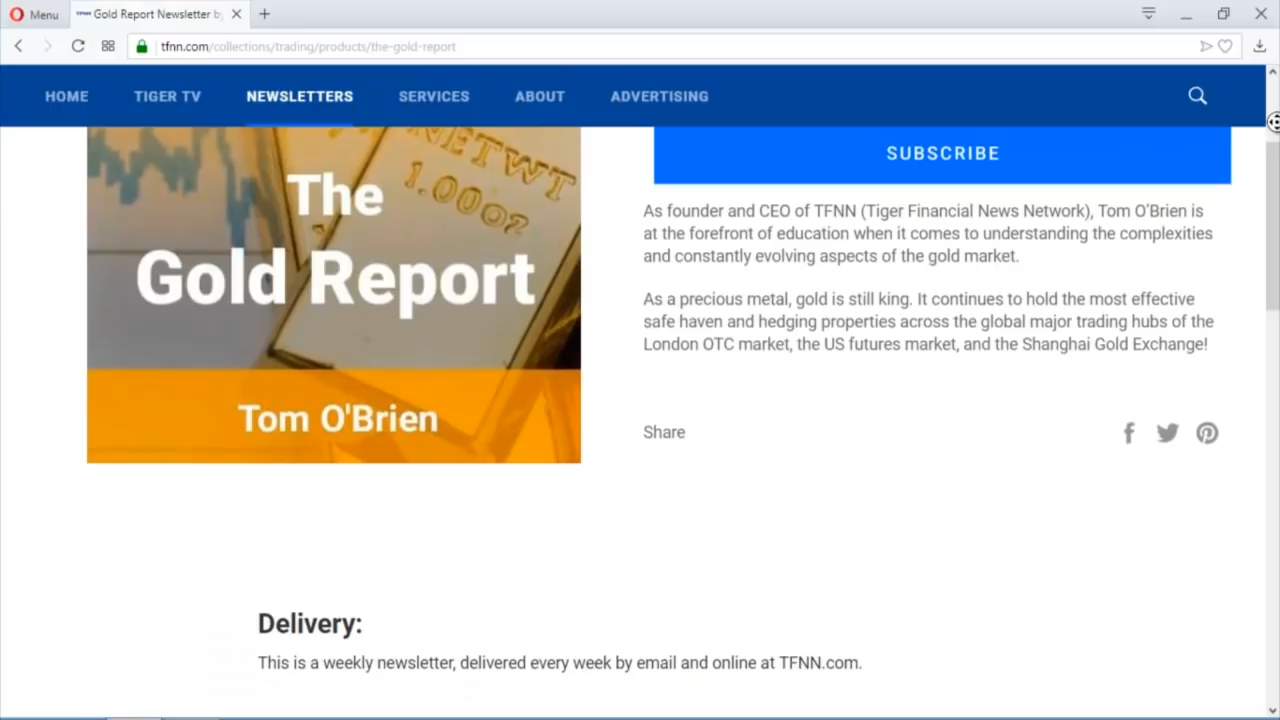 Menu
TFNN Gold Report Newsletter b
tfnn.com/collections/trading/products/the-gold-report
HOME
TIGER TV
NEWSLETTERS
SERVICES
ABOUT
ADVERTISING
NETWT
1.00oz
The
Gold Report
Tom O'Brien
SUBSCRIBE
As founder and CEO of TFNN (Tiger Financial News Network), Tom O'Brien is
at the forefront of education when it comes to understanding the complexities
and constantly evolving aspects of the gold market.
As a precious metal, gold is still king. It continues to hold the most effective
safe haven and hedging properties across the global major trading hubs of the
London OTC market, the US futures market, and the Shanghai Gold Exchange!
Share
Delivery:
This is a weekly newsletter, delivered every week by email and online at TFNN.com.